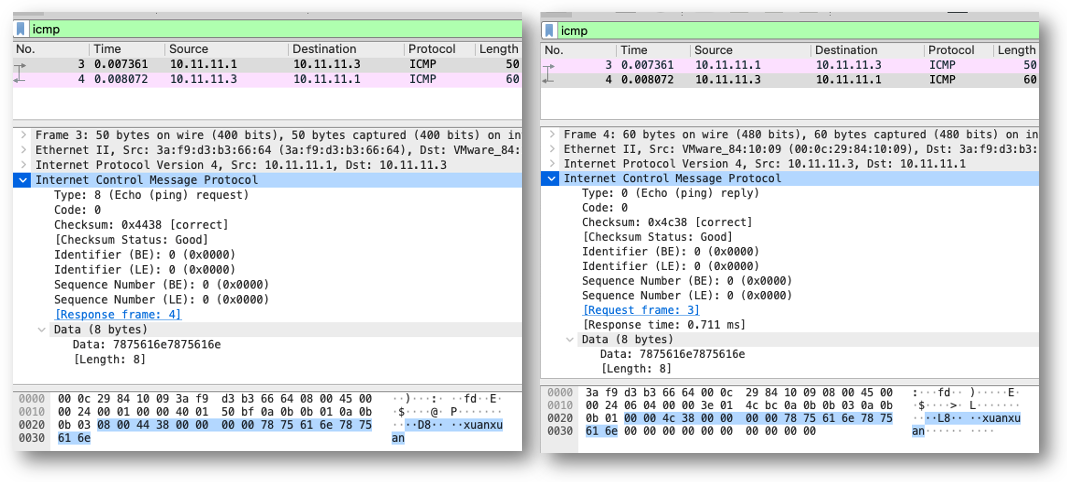 icmp
No. Time Source Destination Protocol Length
3 0.007361 10.11.11.1 10.11.11.3 ICMP 50
4 0.008072 10.11.11.3 10.11.11.1 ICMP 60
Frame 3: 50 bytes on wire (400 bits), 50 bytes captured (400 bits) on in
Ethernet II, Src: 3a:f9:d3:b3:66:64 (3a:f9:d3:b3:66:64), Dst: VMware_84:
Internet Protocol Version 4, Src: 10.11.11.1, Dst: 10.11.11.3
Internet Control Message Protocol
Type: 8 (Echo (ping) request)
Code: 0
Checksum: 0x4438 [correct]
[Checksum Status: Good]
Identifier (BE): 0 (0x0000)
Identifier (LE): 0 (0x0000)
Sequence Number (BE): 0 (0x0000)
Sequence Number (LE): 0 (0x0000)
[Response frame: 4]
Data (8 bytes)
Data: 7875616e7875616e
[Length: 8]
0000 00 0c 29 84 10 09 3a f9 d3 b3 66 64 08 00 45 00 ··)···:· ··fd··E·
0010 00 24 00 01 00 00 40 01 50 bf 0a 0b 0b 01 0a 0b ·$····@· P·······
0020 0b 03 08 00 44 38 00 00 00 00 78 75 61 6e 78 75 ····D8·· ··xuanxu
0030 61 6e an
icmp
No. Time Source Destination Protocol Length
3 0.007361 10.11.11.1 10.11.11.3 ICMP 50
4 0.008072 10.11.11.3 10.11.11.1 ICMP 60
Frame 4: 60 bytes on wire (480 bits), 60 bytes captured (480 bits) on in
Ethernet II, Src: VMware_84:10:09 (00:0c:29:84:10:09), Dst: 3a:f9:d3:b3:
Internet Protocol Version 4, Src: 10.11.11.3, Dst: 10.11.11.1
Internet Control Message Protocol
Type: 0 (Echo (ping) reply)
Code: 0
Checksum: 0x4c38 [correct]
[Checksum Status: Good]
Identifier (BE): 0 (0x0000)
Identifier (LE): 0 (0x0000)
Sequence Number (BE): 0 (0x0000)
Sequence Number (LE): 0 (0x0000)
[Request frame: 3]
[Response time: 0.711 ms]
Data (8 bytes)
Data: 7875616e7875616e
[Length: 8]
0000 3a f9 d3 b3 66 64 00 0c 29 84 10 09 08 00 45 00 :···fd·· )·····E·
0010 00 24 06 04 00 00 3e 01 4c bc 0a 0b 0b 03 0a 0b ·$····>· L·······
0020 0b 01 00 00 4c 38 00 00 00 00 78 75 61 6e 78 75 ····L8·· ··xuanxu
0030 61 6e 00 00 00 00 00 00 00 00 00 00 an······ ····